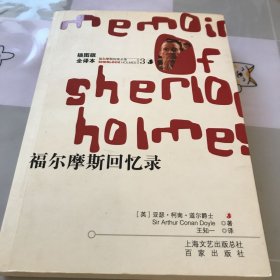 memoir
插图版
全译本
3
Of
sherlo
holmes
福尔摩斯回忆录
[英] 亚瑟·柯南·道尔爵士 著
Sir Arthur Conan Doyle
王知一 译
上海文艺出版总社
百家出版社